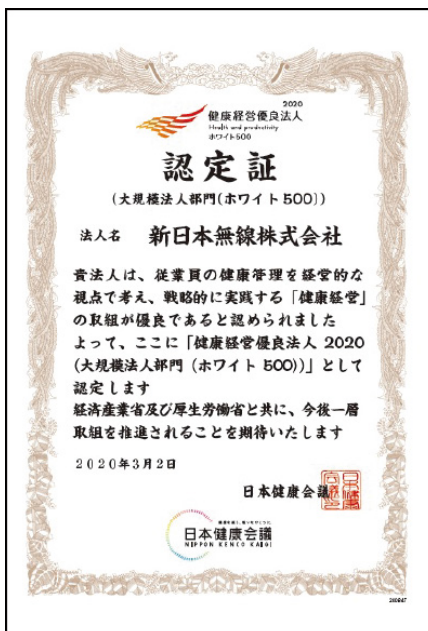 2020
健康経営優良法人
Health and productivity
ホワイト500
認定証
(大規模法人部門(ホワイト500))
法人名 新日本無線株式会社
貴法人は、従業員の健康管理を経営的な
視点で考え、戦略的に実践する「健康経営」
の取組が優良であると認められました
よって、ここに「健康経営優良法人 2020
(大規模法人部門 (ホワイト 500))」として
認定します
経済産業省及び厚生労働省と共に、今後一層
取組を推進されることを期待いたします
2020年3月2日
日本健康会議
日本健康会議
NIPPON KENCO KAIGI